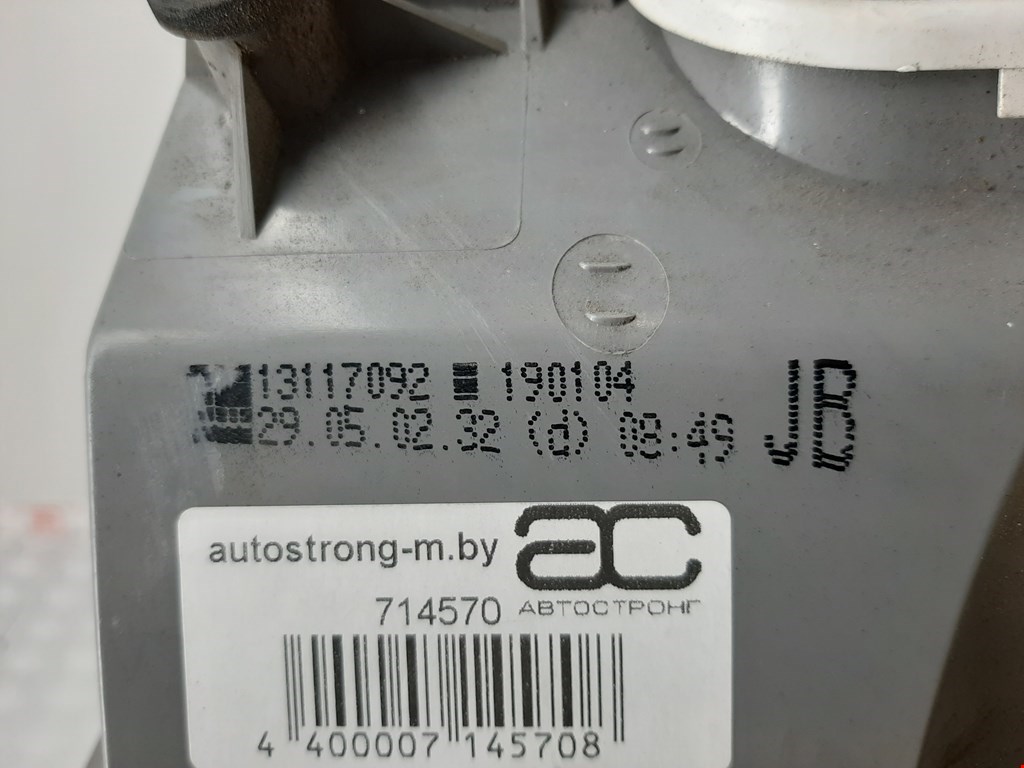 13117092 190104
29.05.02.32 (d) 08:49
JB
autostrong-m.by
ac
714570
АВТОСТРОНГ
4 400007 145708